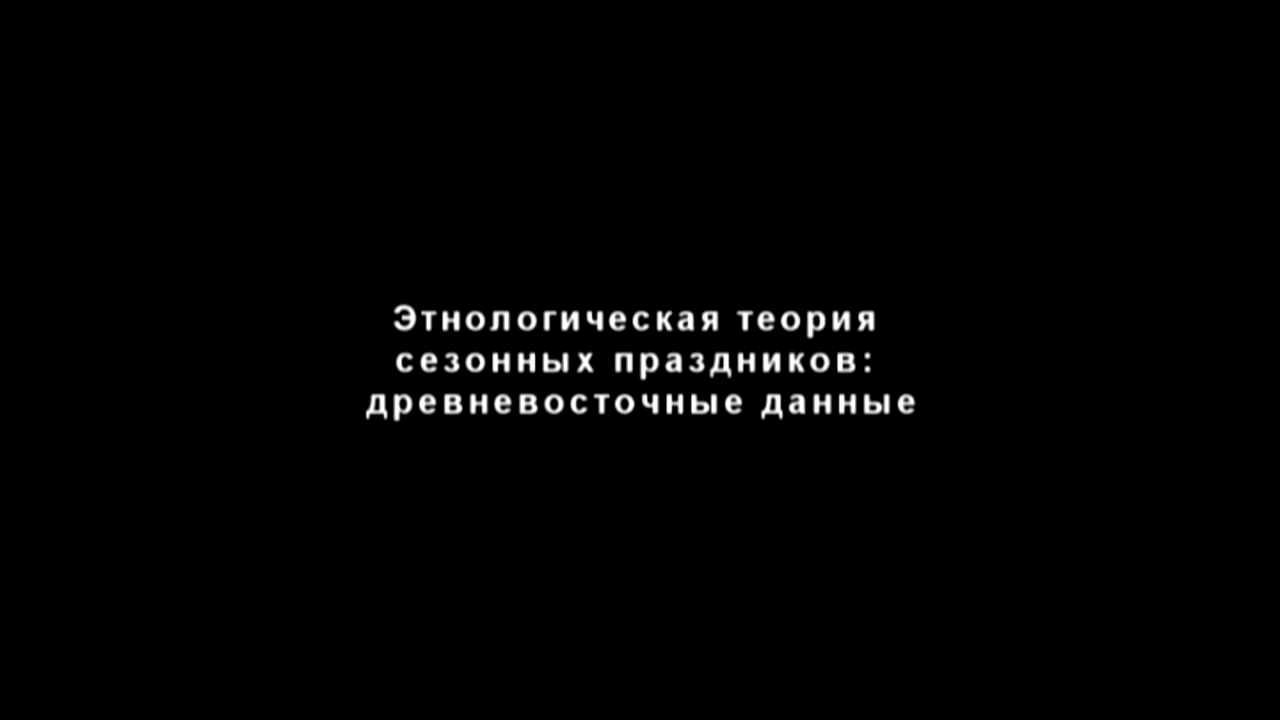 Этнологическая теория
сезонных праздников:
древневосточные данные